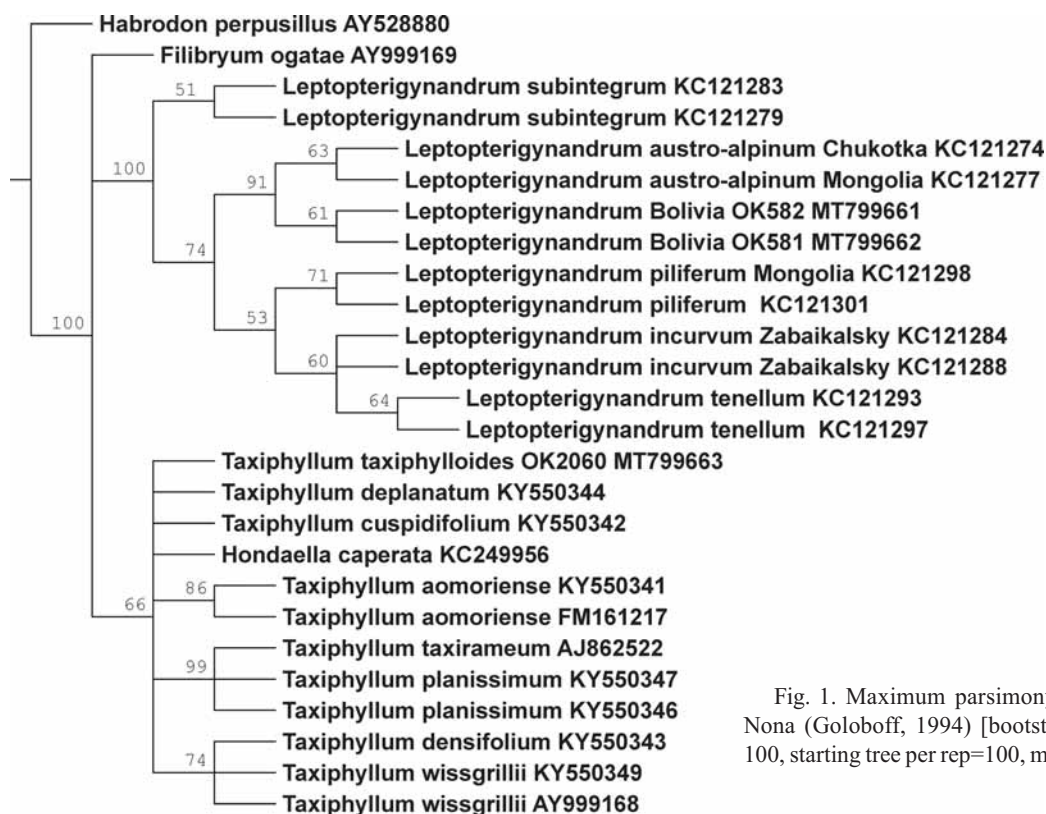 Habrodon perpusillus AY528880
Filibryum ogatae AY999169
51
Leptopterigynandrum subintegrum KC121283
Leptopterigynandrum subintegrum KC121279
100
63
Leptopterigynandrum austro-alpinum Chukotka KC121274
Leptopterigynandrum austro-alpinum Mongolia KC121277
91
61
Leptopterigynandrum Bolivia OK582 MT799661
Leptopterigynandrum Bolivia OK581 MT799662
74
71
Leptopterigynandrum piliferum Mongolia KC121298
Leptopterigynandrum piliferum KC121301
53
100
Leptopterigynandrum incurvum Zabaikalsky KC121284
60
Leptopterigynandrum incurvum Zabaikalsky KC121288
64
Leptopterigynandrum tenellum KC121293
Leptopterigynandrum tenellum KC121297
Taxiphyllum taxiphylloides OK2060 MT799663
Taxiphyllum deplanatum KY550344
Taxiphyllum cuspidifolium KY550342
Hondaella caperata KC249956
86
Taxiphyllum aomoriense KY550341
66
Taxiphyllum aomoriense FM161217
Taxiphyllum taxirameum AJ862522
99
Taxiphyllum planissimum KY550347
Taxiphyllum planissimum KY550346
Taxiphyllum densifolium KY550343
74
Taxiphyllum wissgrillii KY550349
Taxiphyllum wissgrillii AY999168
Fig. 1. Maximum parsimony
Nona (Goloboff, 1994) [bootst
100, starting tree per rep=100, m